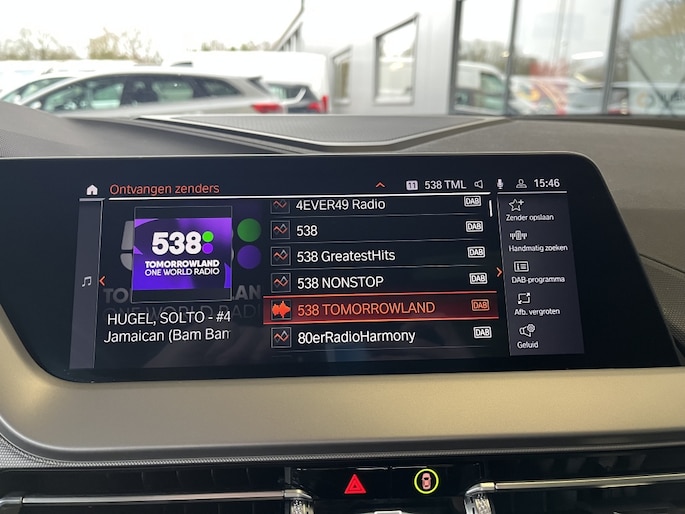 Ontvangen zenders
11 538 TML
15:46
538
TOMORROWLAND
ONE WORLD RADIO
HUGEL, SOLTO - #4
Jamaican (Bam Bam
4EVER49 Radio DAB
538 DAB
538 GreatestHits DAB
538 NONSTOP DAB
538 TOMORROWLAND DAB
80erRadioHarmony DAB
Zender opslaan
Handmatig zoeken
DAB-programma
Afb. vergroten
Geluid